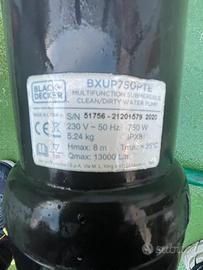 BLACK+
DECKER
BXUP750PTE
MULTIFUNCTION SUBMERSIBLE
CLEAN/DIRTY WATER PUMP
S/N 51756 - 21201579 2020
230 V ~ 50 Hz 750 W
5.24 kg IPX8
Hmax: 8 m Tmax: +35°C
Qmax: 13000 L/h
subito